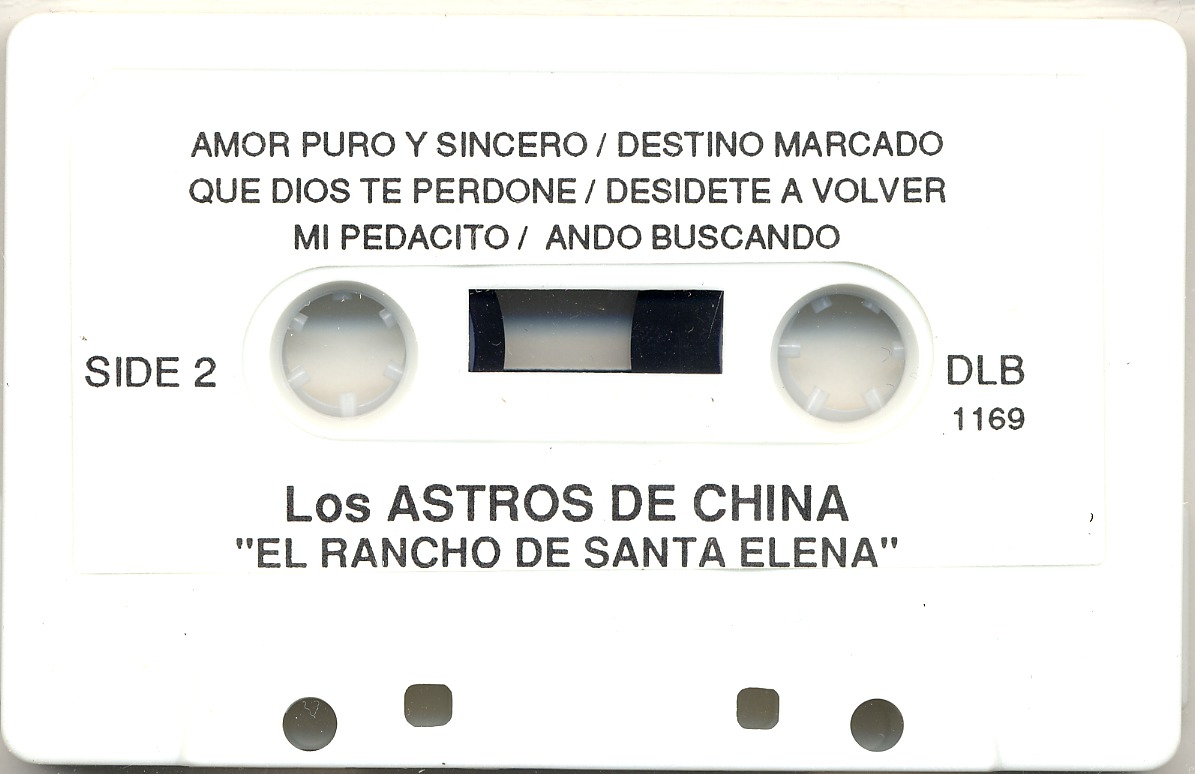 AMOR PURO Y SINCERO / DESTINO MARCADO
QUE DIOS TE PERDONE / DESIDETE A VOLVER
MI PEDACITO / ANDO BUSCANDO
SIDE 2
DLB
1169
Los ASTROS DE CHINA
"EL RANCHO DE SANTA ELENA"